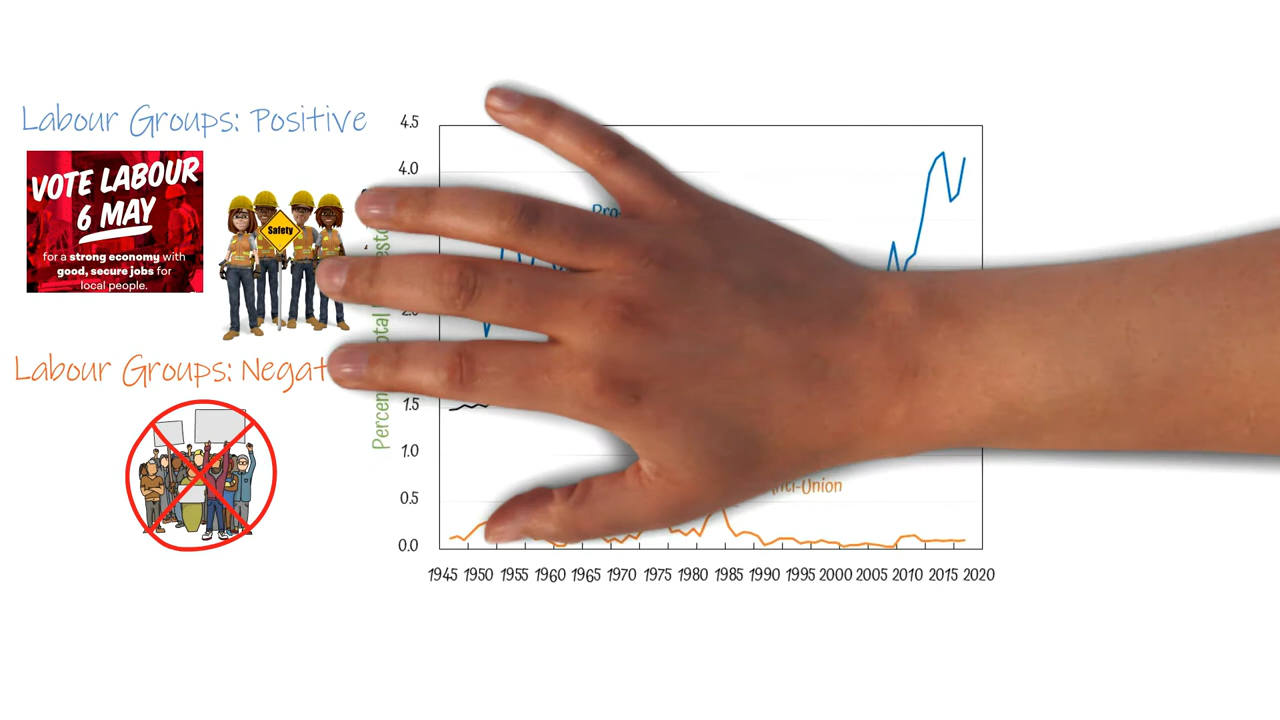 Labour Groups: Positive
VOTE LABOUR
6 MAY
for a strong economy with
good, secure jobs for
local people.
Safety
Labour Groups: Negat
4.5
4.0
1.5
1.0
0.5
0.0
Percen
1945 1950 1955 1960 1965 1970 1975 1980 1985 1990 1995 2000 2005 2010 2015 2020